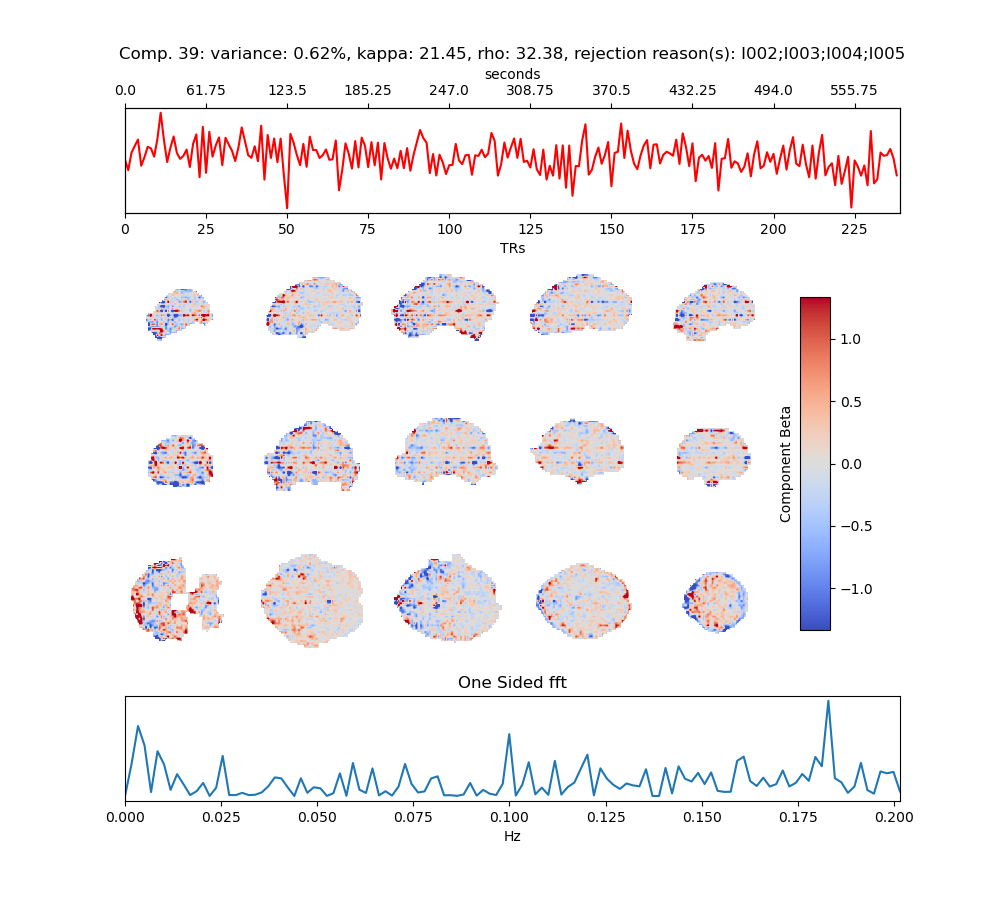 Comp. 39: variance: 0.62%, kappa: 21.45, rho: 32.38, rejection reason(s): I002;I003;I004;I005
seconds
0.0 61.75 123.5 185.25 247.0 308.75 370.5 432.25 494.0 555.75
0 25 50 75 100 125 150 175 200 225
TRs
1.0
0.5
0.0
−0.5
−1.0
Component Beta
One Sided fft
0.000 0.025 0.050 0.075 0.100 0.125 0.150 0.175 0.200
Hz